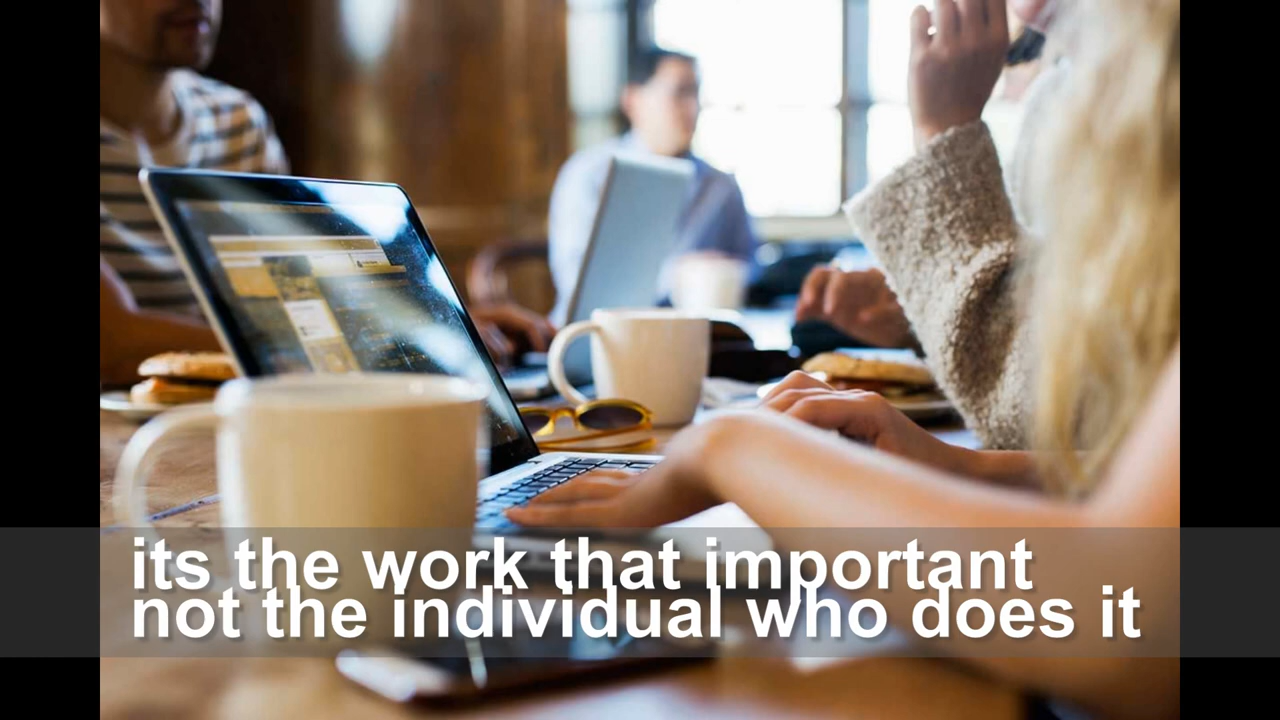 its the work that important
not the individual who does it